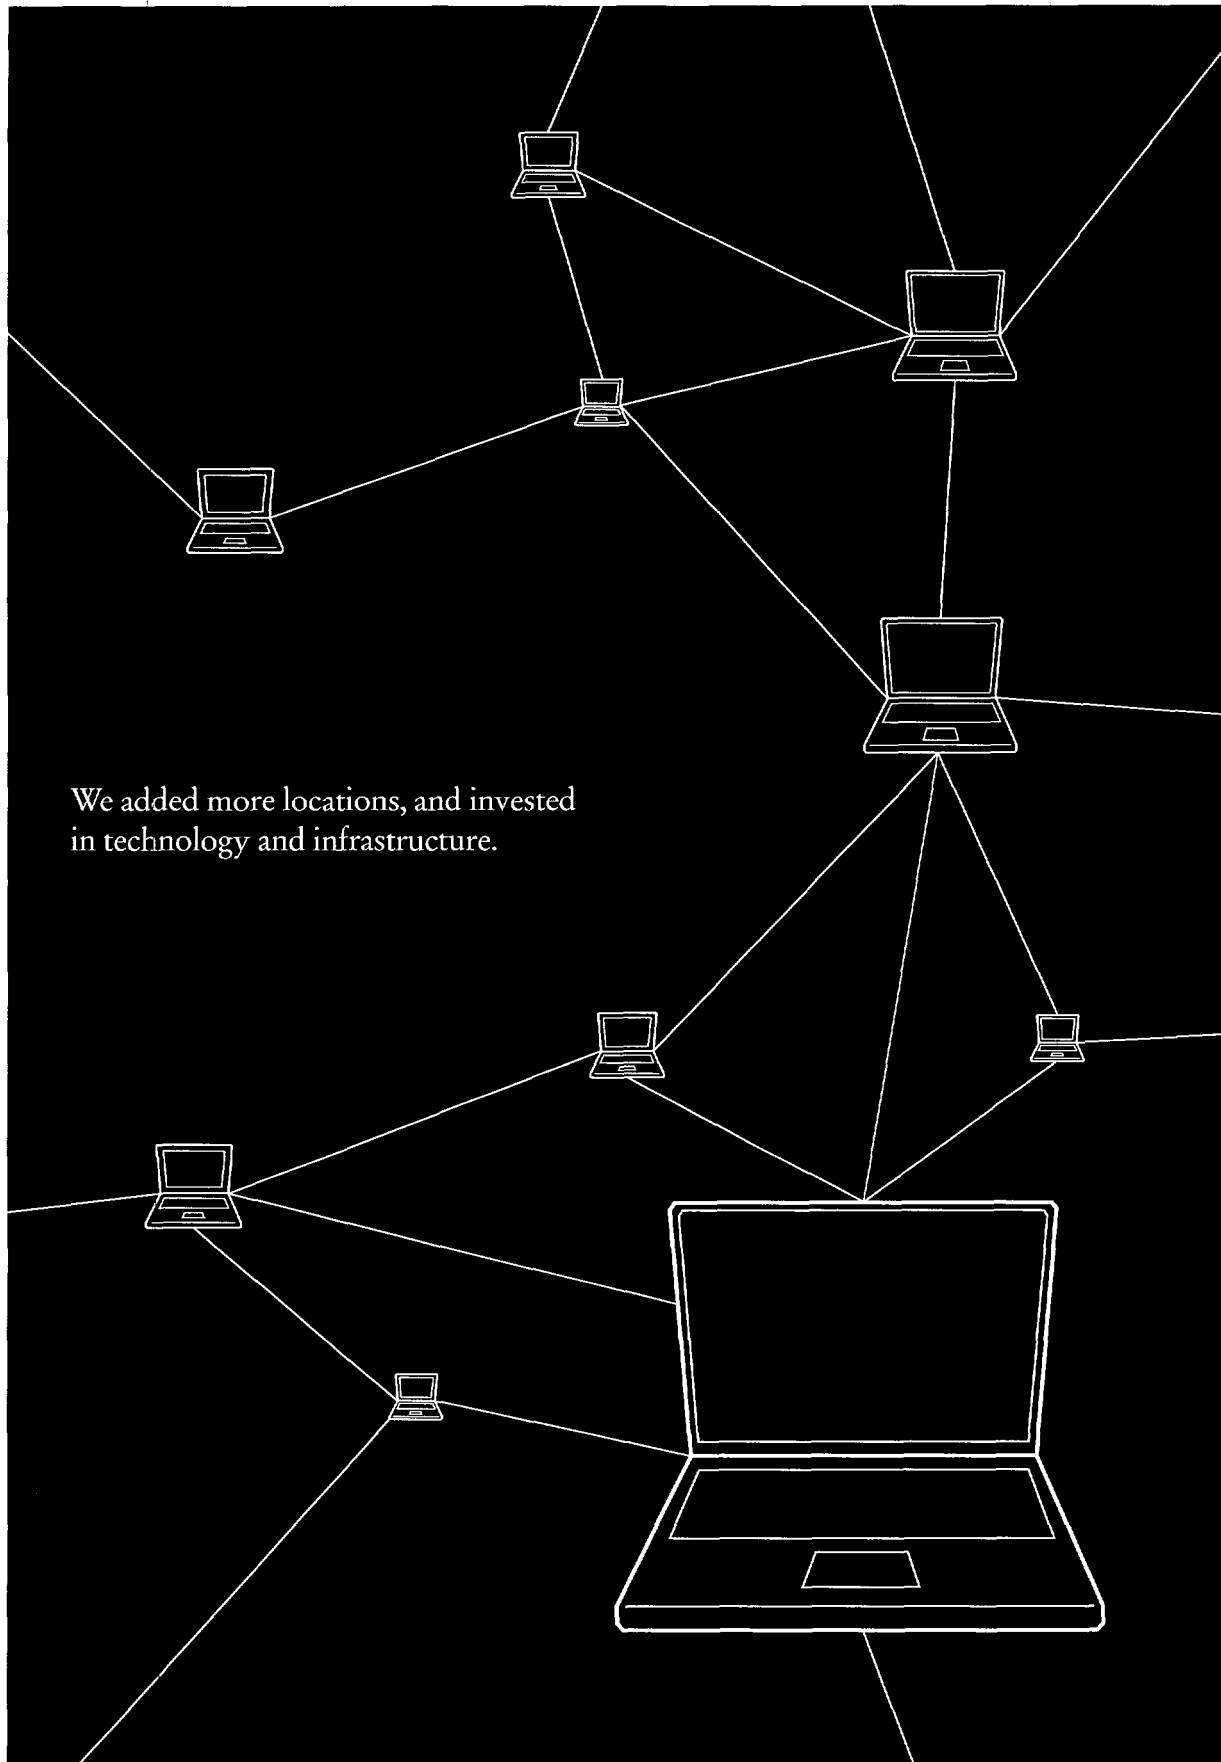 We added more locations, and invested
in technology and infrastructure.